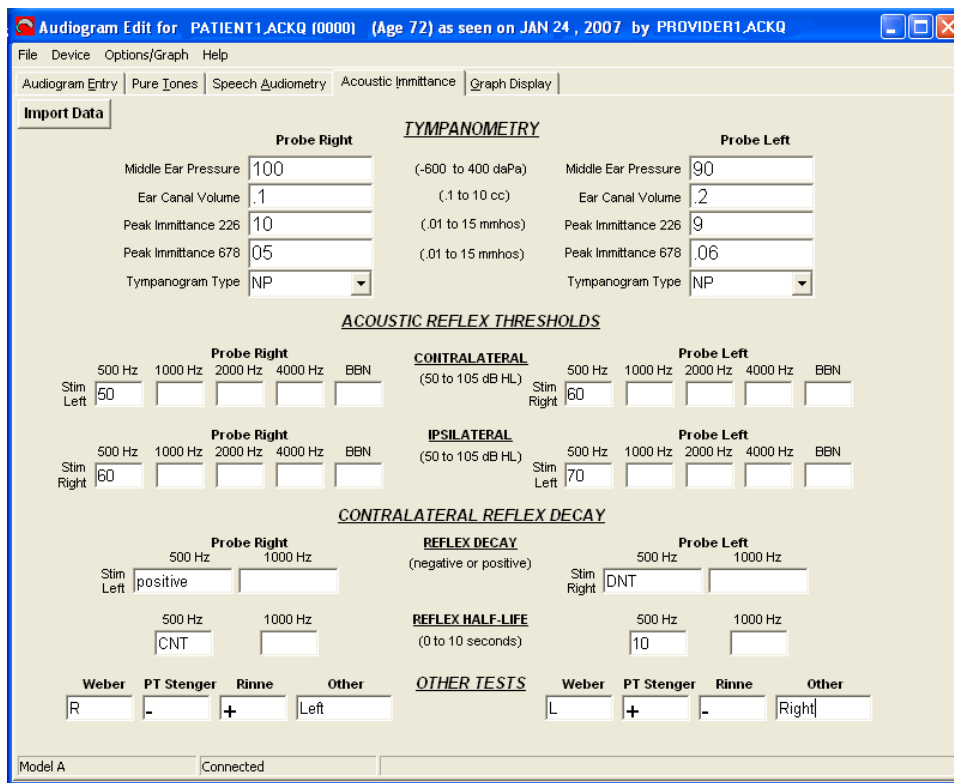 Audiogram Edit for PATIENT1,ACKQ (0000) (Age 72) as seen on JAN 24 , 2007 by PROVIDER1,ACKQ
File Device Options/Graph Help
Audiogram Entry Pure Tones Speech Audiometry Acoustic Immittance Graph Display
Import Data
TYMPANOMETRY
Probe Right Probe Left
Middle Ear Pressure 100 (-600 to 400 daPa) Middle Ear Pressure 90
Ear Canal Volume .1 (.1 to 10 cc) Ear Canal Volume .2
Peak Immittance 226 10 (.01 to 15 mmhos) Peak Immittance 226 9
Peak Immittance 678 05 (.01 to 15 mmhos) Peak Immittance 678 .06
Tympanogram Type NP Tympanogram Type NP
ACOUSTIC REFLEX THRESHOLDS
Probe Right CONTRALATERAL Probe Left
500 Hz 1000 Hz 2000 Hz 4000 Hz BBN (50 to 105 dB HL) 500 Hz 1000 Hz 2000 Hz 4000 Hz BBN
Stim Left 50 Stim Right 60
Probe Right IPSILATERAL Probe Left
500 Hz 1000 Hz 2000 Hz 4000 Hz BBN (50 to 105 dB HL) 500 Hz 1000 Hz 2000 Hz 4000 Hz BBN
Stim Right 60 Stim Left 70
CONTRALATERAL REFLEX DECAY
Probe Right REFLEX DECAY Probe Left
500 Hz 1000 Hz (negative or positive) 500 Hz 1000 Hz
Stim Left positive Stim Right DNT
500 Hz 1000 Hz REFLEX HALF-LIFE 500 Hz 1000 Hz
CNT (0 to 10 seconds) 10
Weber PT Stenger Rinne Other OTHER TESTS Weber PT Stenger Rinne Other
R - + Left L + - Right
Model A Connected